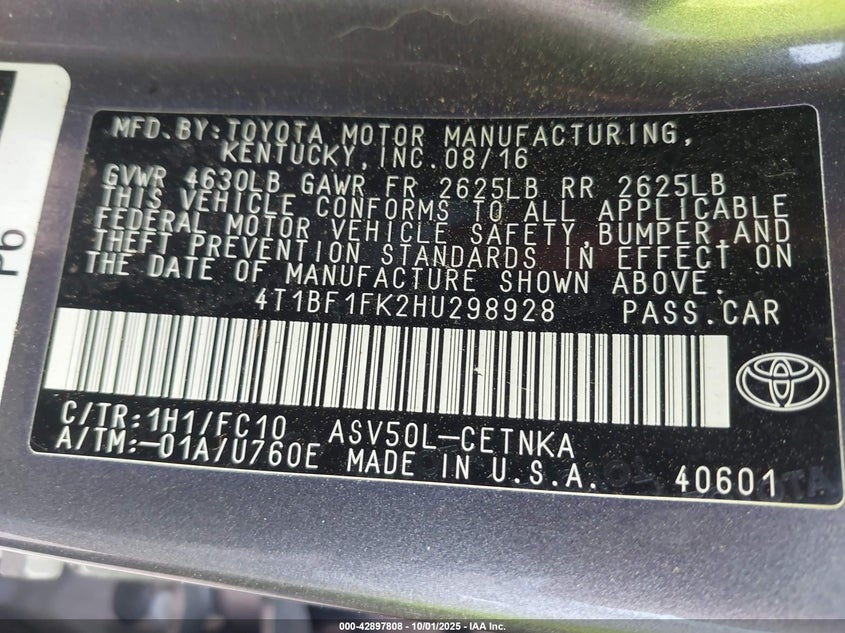 MFD.BY:TOYOTA MOTOR MANUFACTURING,
KENTUCKY,INC.08/16
GVWR 4630LB GAWR FR 2625LB RR 2625LB
THIS VEHICLE CONFORMS TO ALL APPLICABLE
FEDERAL MOTOR VEHICLE SAFETY,BUMPER,AND
THEFT PREVENTION STANDARDS IN EFFECT ON
THE DATE OF MANUFACTURE SHOWN ABOVE.
4T1BF1FK2HU298928 PASS.CAR
C/TR:1H1/FC10 ASV50L-CETNKA
A/TM:-01A/U760E MADE IN U.S.A. 40601
P6
000-42897808 - 10/01/2025 - IAA Inc.